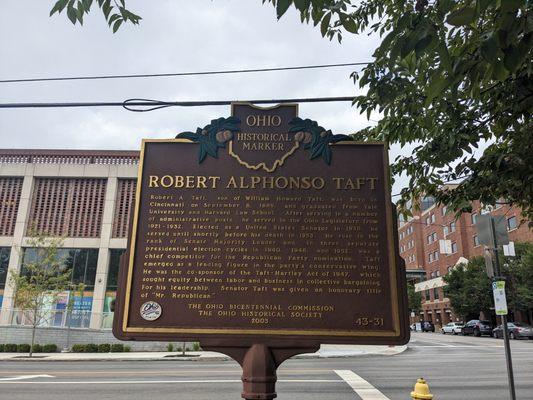 OHIO
HISTORICAL
MARKER
ROBERT ALPHONSO TAFT
Robert A. Taft, son of William Howard Taft, was born in
Cincinnati on September 8, 1889, and graduated from Yale
University and Harvard Law School. After serving in a number
of administrative posts, he served in the Ohio Legislature from
1921-1932. Elected as a United States Senator in 1938, he
served until shortly before his death in 1953. He rose to the
rank of Senate Majority Leader and, in three separate
presidential election cycles in 1940, 1948, and 1952, was a
chief competitor for the Republican Party nomination. Taft
emerged as a leading figure in the party's conservative wing.
He was the co-sponsor of the Taft-Hartley Act of 1947, which
sought equity between labor and business in collective bargaining.
For his leadership, Senator Taft was given an honorary title
of "Mr. Republican."
THE OHIO BICENTENNIAL COMMISSION
THE OHIO HISTORICAL SOCIETY
2003
43-31